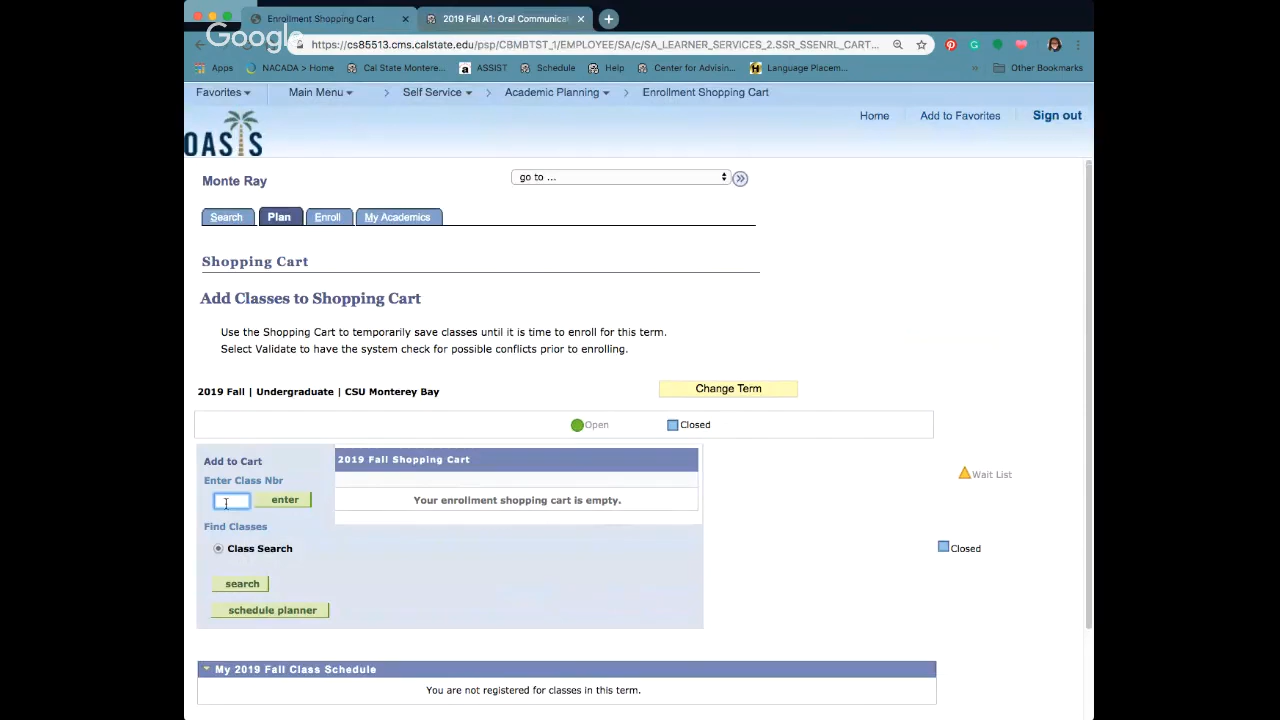 Enrollment Shopping Cart
2019 Fall A1: Oral Communicat
Google
https://cs85513.cms.calstate.edu/psp/CBMBTST_1/EMPLOYEE/SA/c/SA_LEARNER_SERVICES_2.SSR_SSENRL_CART...
Apps NACADA > Home Cal State Montere... a ASSIST Schedule Help Center for Advisin... Language Placem... » Other Bookmarks
Favorites Main Menu > Self Service > Academic Planning > Enrollment Shopping Cart
Home Add to Favorites Sign out
OASIS
Monte Ray
go to ...
Search Plan Enroll My Academics
Shopping Cart
Add Classes to Shopping Cart
Use the Shopping Cart to temporarily save classes until it is time to enroll for this term.
Select Validate to have the system check for possible conflicts prior to enrolling.
2019 Fall | Undergraduate | CSU Monterey Bay
Change Term
Open Closed
Add to Cart
2019 Fall Shopping Cart
Enter Class Nbr
Wait List
enter
Your enrollment shopping cart is empty.
Find Classes
Class Search
Closed
search
schedule planner
My 2019 Fall Class Schedule
You are not registered for classes in this term.